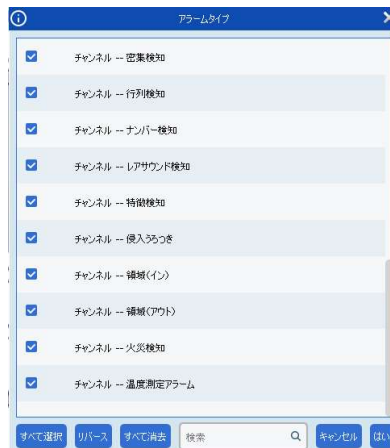 アラームタイプ
チャンネル -- 密集検知
チャンネル -- 行列検知
チャンネル -- ナンバー検知
チャンネル -- レアサウンド検知
チャンネル -- 特徴検知
チャンネル -- 侵入うろつき
チャンネル -- 領域(イン)
チャンネル -- 領域(アウト)
チャンネル -- 火災検知
チャンネル -- 温度測定アラーム
すべて選択 リバース すべて消去 検索 キャンセル はい